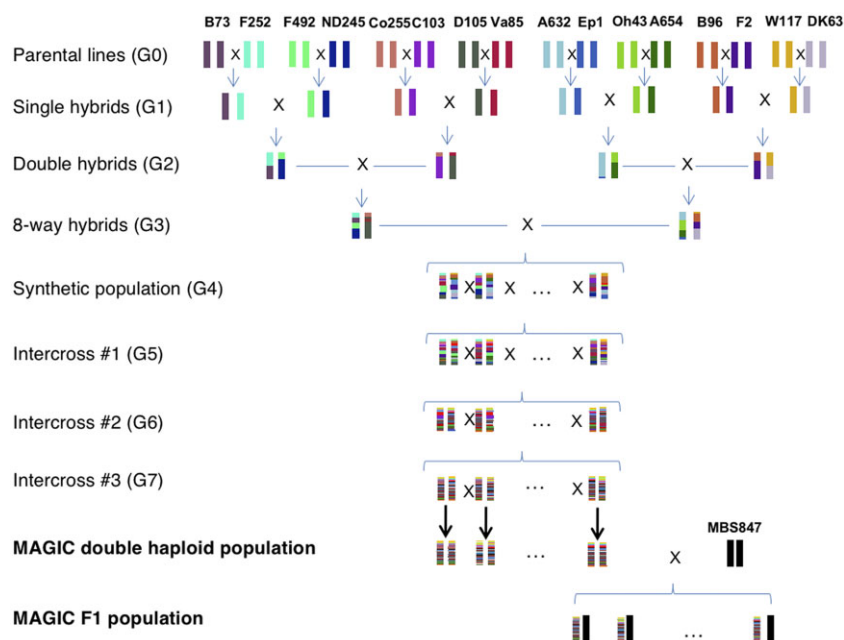 B73 F252 F492 ND245 Co255 C103 D105 Va85 A632 Ep1 Oh43 A654 B96 F2 W117 DK63
Parental lines (G0) X X X X X X X X
Single hybrids (G1) X X X X
Double hybrids (G2) X X
8-way hybrids (G3) X
Synthetic population (G4) X X ... X
Intercross #1 (G5) X X ... X
Intercross #2 (G6) X ... X
Intercross #3 (G7) X ... X
MBS847
MAGIC double haploid population ... X
MAGIC F1 population ...